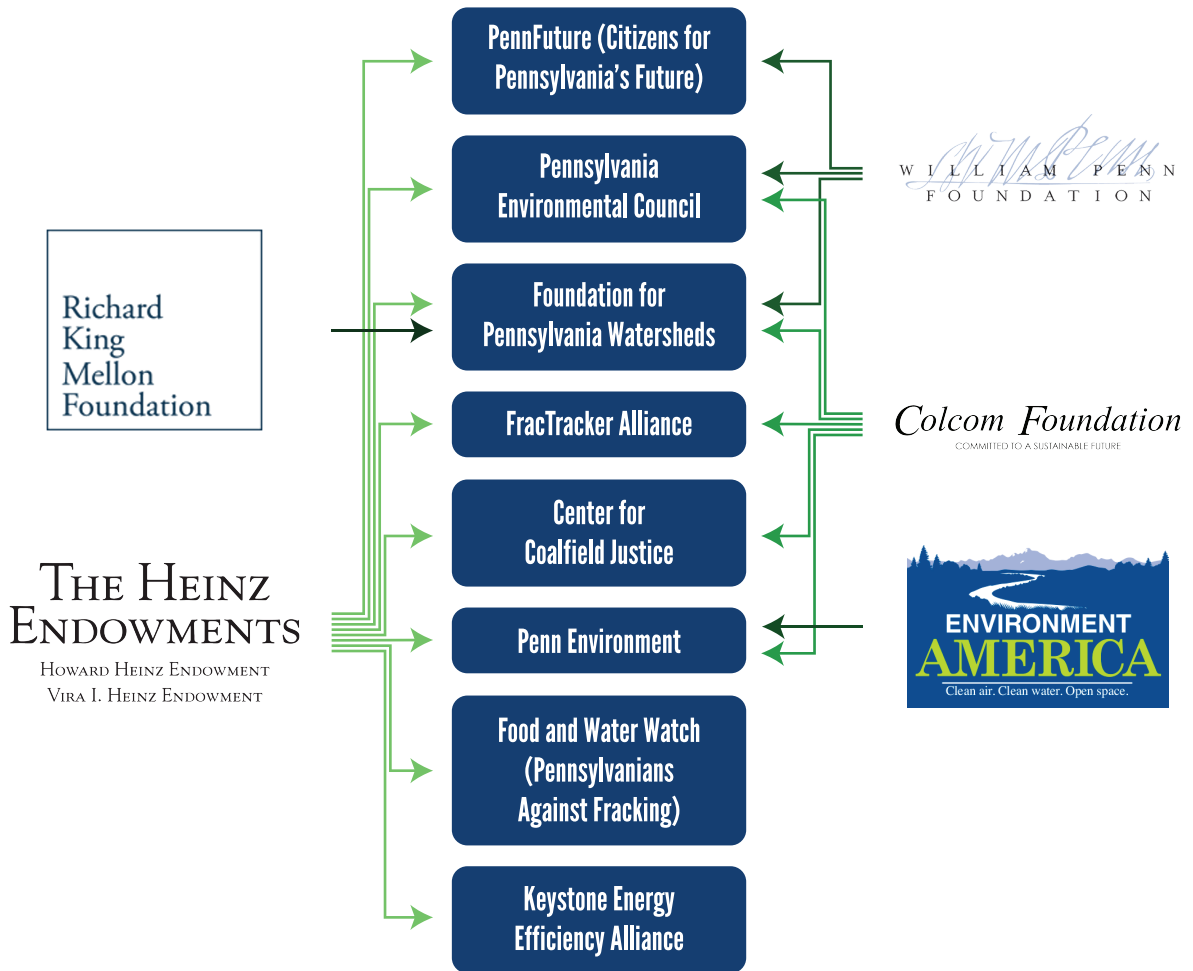 PennFuture (Citizens for
Pennsylvania's Future)
Pennsylvania
Environmental Council
Foundation for
Pennsylvania Watersheds
FracTracker Alliance
Center for
Coalfield Justice
Penn Environment
Food and Water Watch
(Pennsylvanians
Against Fracking)
Keystone Energy
Efficiency Alliance
Richard
King
Mellon
Foundation
THE HEINZ
ENDOWMENTS
HOWARD HEINZ ENDOWMENT
VIRA I. HEINZ ENDOWMENT
WILLIAM PENN
FOUNDATION
Colcom Foundation
COMMITTED TO A SUSTAINABLE FUTURE
ENVIRONMENT
AMERICA
Clean air. Clean water. Open space.